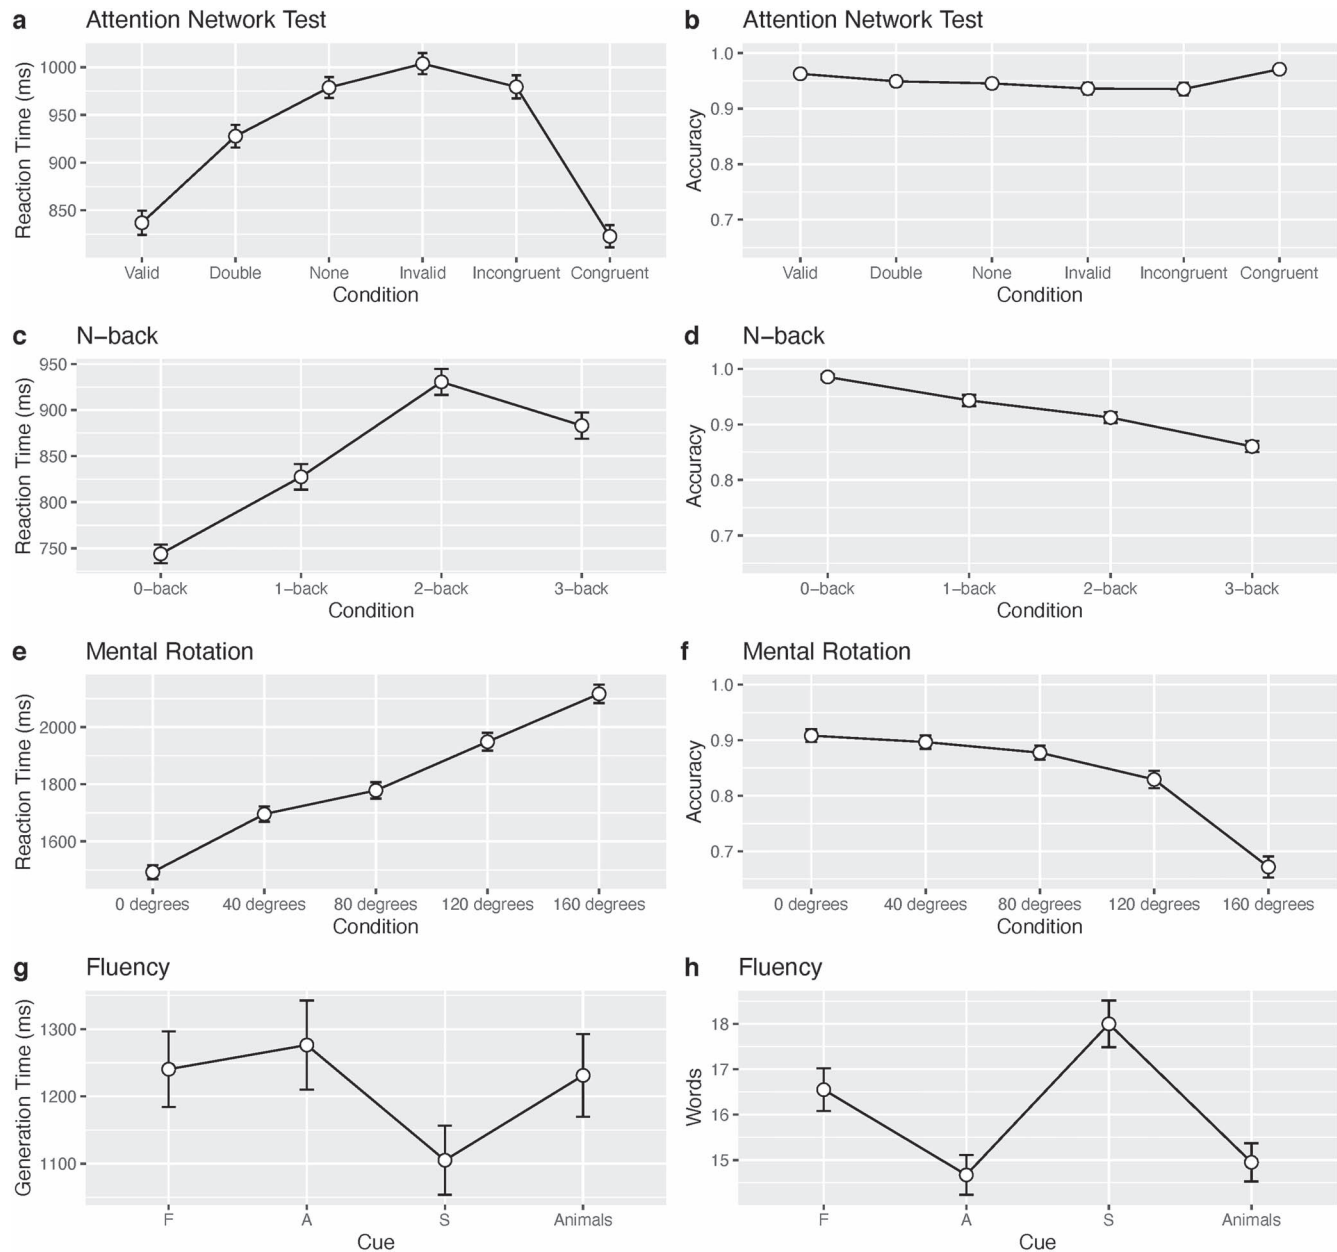 a Attention Network Test
Reaction Time (ms)
1000
950
900
850
Valid Double None Invalid Incongruent Congruent
Condition
b Attention Network Test
Accuracy
1.0
0.9
0.8
0.7
Valid Double None Invalid Incongruent Congruent
Condition
c N−back
Reaction Time (ms)
950
900
850
800
750
0−back 1−back 2−back 3−back
Condition
d N−back
Accuracy
1.0
0.9
0.8
0.7
0−back 1−back 2−back 3−back
Condition
e Mental Rotation
Reaction Time (ms)
2000
1800
1600
0 degrees 40 degrees 80 degrees 120 degrees 160 degrees
Condition
f Mental Rotation
Accuracy
1.0
0.9
0.8
0.7
0 degrees 40 degrees 80 degrees 120 degrees 160 degrees
Condition
g Fluency
Generation Time (ms)
1300
1200
1100
F A S Animals
Cue
h Fluency
Words
18
17
16
15
F A S Animals
Cue